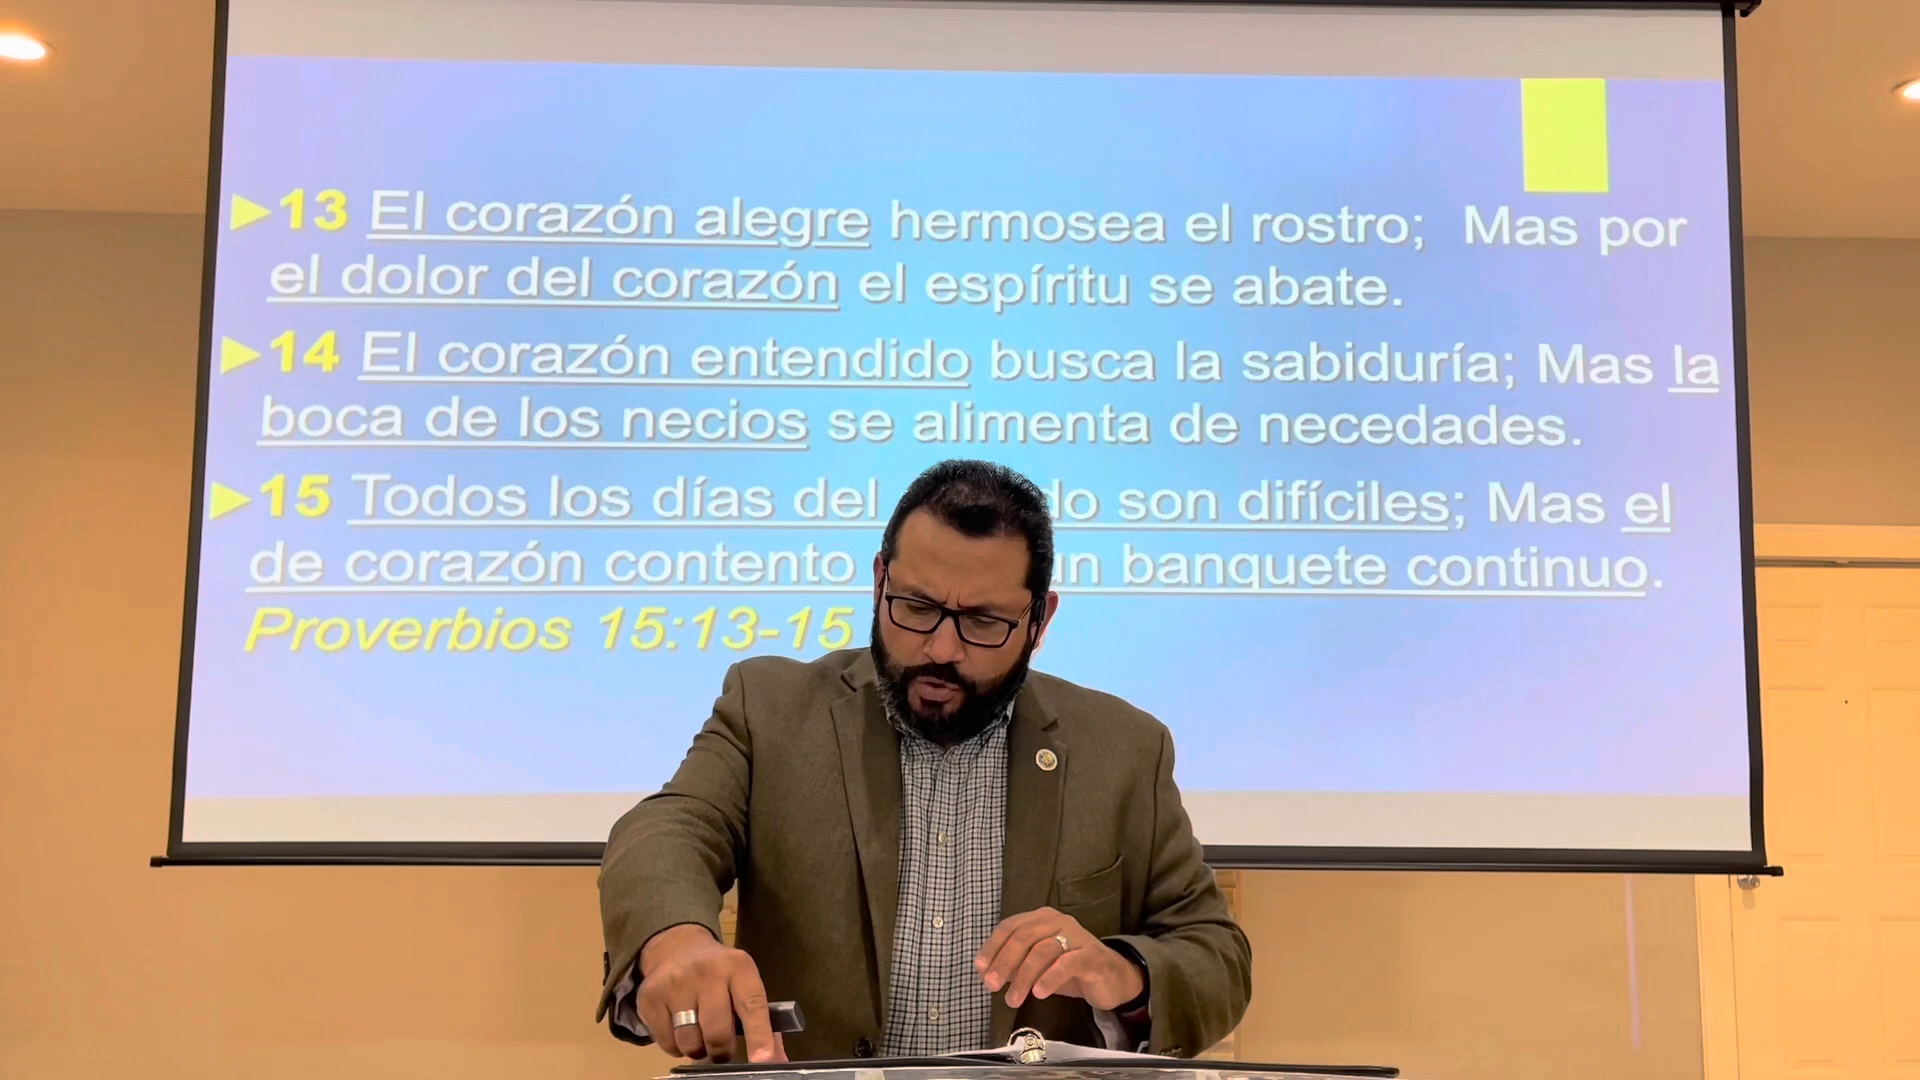 ►13 El corazón alegre hermosea el rostro; Mas por
el dolor del corazón el espíritu se abate.
►14 El corazón entendido busca la sabiduría; Mas la
boca de los necios se alimenta de necedades.
►15 Todos los días del do son difíciles; Mas el
de corazón contento un banquete continuo.
Proverbios 15:13-15